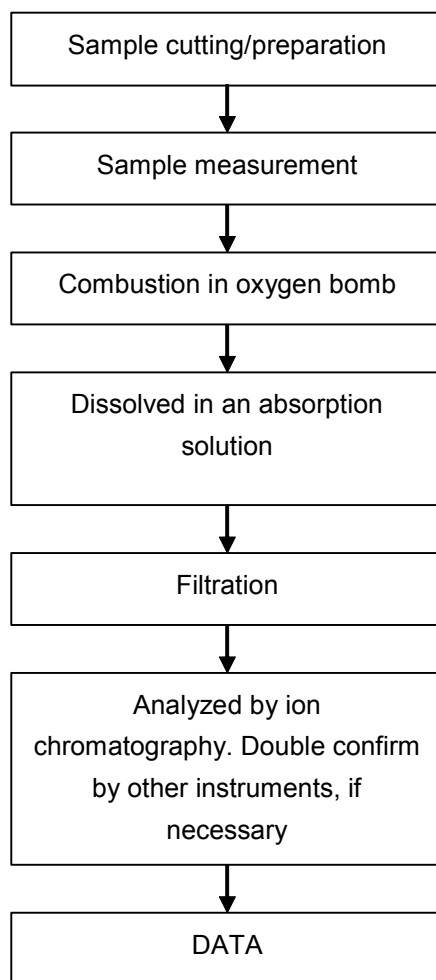 Sample cutting/preparation
Sample measurement
Combustion in oxygen bomb
Dissolved in an absorption
solution
Filtration
Analyzed by ion
chromatography. Double confirm
by other instruments, if
necessary
DATA